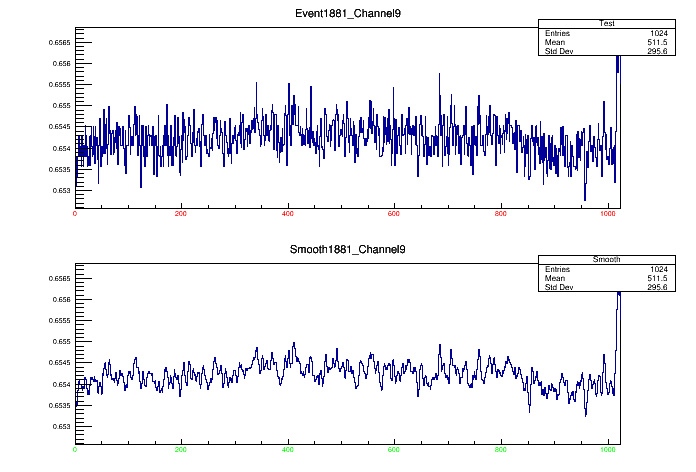 Event1881_Channel9
Test
Entries 1024
Mean 511.5
Std Dev 295.6
0.6565
0.656
0.6555
0.655
0.6545
0.654
0.6535
0.653
0 200 400 600 800 1000
Smooth1881_Channel9
Smooth
Entries 1024
Mean 511.5
Std Dev 295.6
0.6565
0.656
0.6555
0.655
0.6545
0.654
0.6535
0.653
0 200 400 600 800 1000